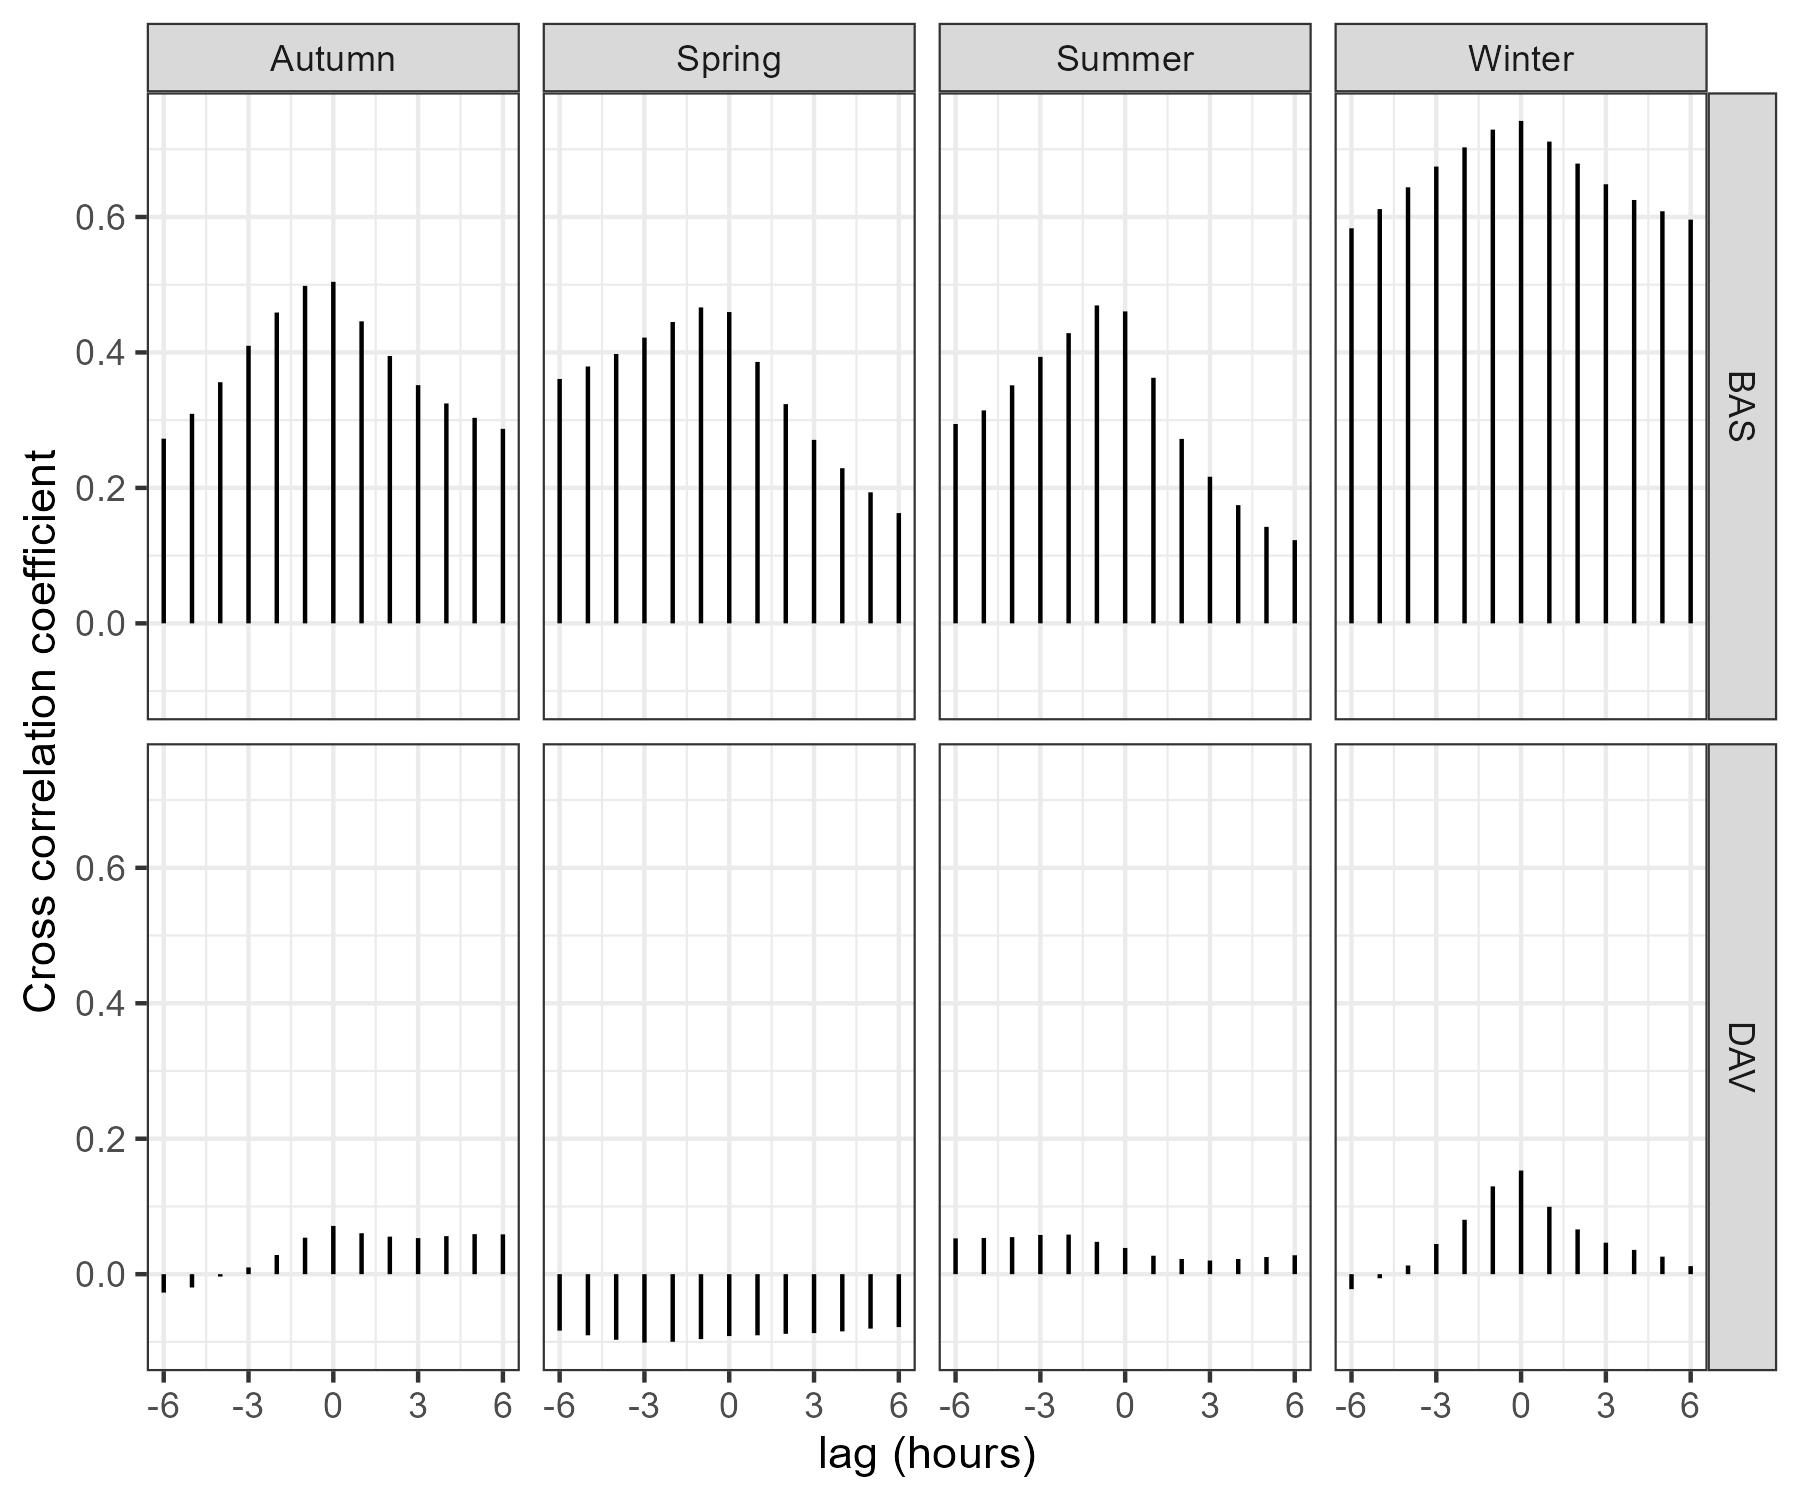 Autumn Spring Summer Winter
BAS
0.6
0.4
0.2
0.0
DAV
0.6
0.4
0.2
0.0
Cross correlation coefficient
-6 -3 0 3 6 -6 -3 0 3 6 -6 -3 0 3 6 -6 -3 0 3 6
lag (hours)